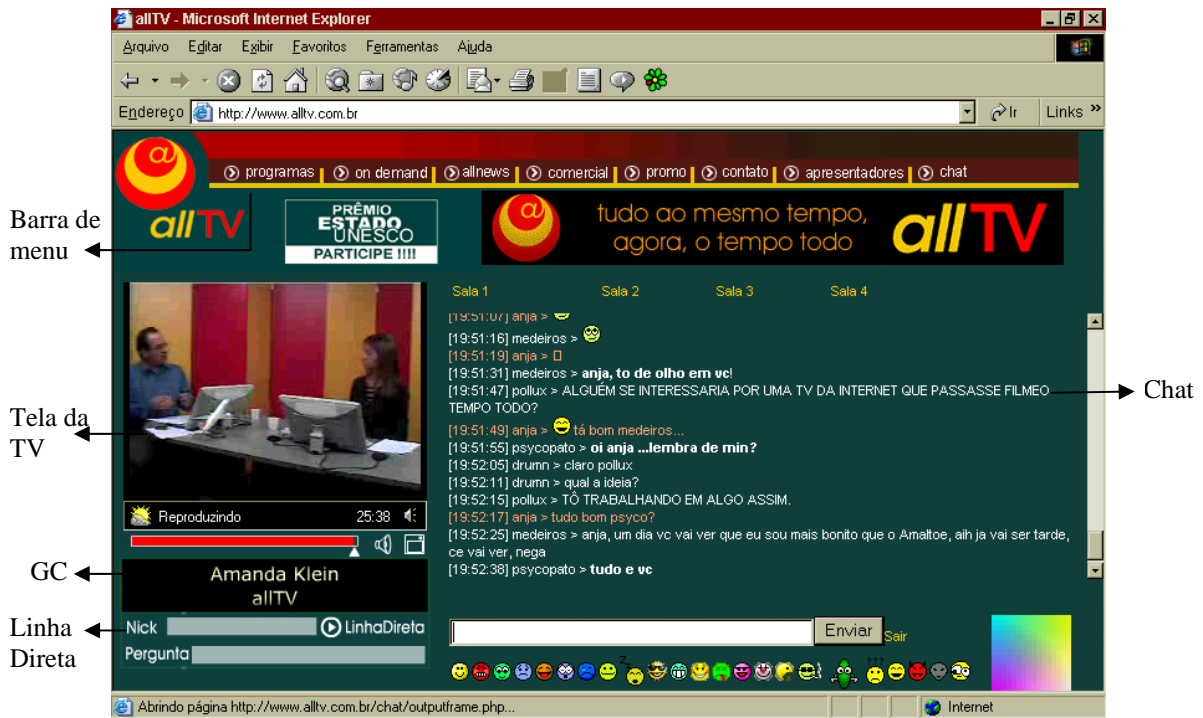 allTV - Microsoft Internet Explorer
Arquivo Editar Exibir Favoritos Ferramentas Ajuda
Endereço http://www.alltv.com.br Ir Links »
programas on demand allnews comercial promo contato apresentadores chat
Barra de
menu
@
allTV
PRÊMIO
ESTADO
UNESCO
PARTICIPE !!!!
@
tudo ao mesmo tempo,
agora, o tempo todo
allTV
Sala 1 Sala 2 Sala 3 Sala 4
[19:51:07] anja >
[19:51:16] medeiros >
[19:51:19] anja > 
[19:51:31] medeiros > anja, to de olho em vc!
[19:51:47] pollux > ALGUÉM SE INTERESSARIA POR UMA TV DA INTERNET QUE PASSASSE FILMEO
TEMPO TODO?
[19:51:49] anja > tá bom medeiros...
[19:51:55] psycopato > oi anja ...lembra de min?
[19:52:05] drumn > claro pollux
[19:52:11] drumn > qual a ideia?
[19:52:15] pollux > TÔ TRABALHANDO EM ALGO ASSIM.
[19:52:17] anja > tudo bom psyco?
[19:52:25] medeiros > anja, um dia vc vai ver que eu sou mais bonito que o Amaltoe, aih ja vai ser tarde,
ce vai ver, nega
[19:52:38] psycopato > tudo e vc
Chat
Tela da
TV
Reproduzindo 25:38
GC
Amanda Klein
allTV
Linha
Direta
Nick LinhaDireta
Pergunta
Enviar Sair
Abrindo página http://www.alltv.com.br/chat/outputframe.php... Internet